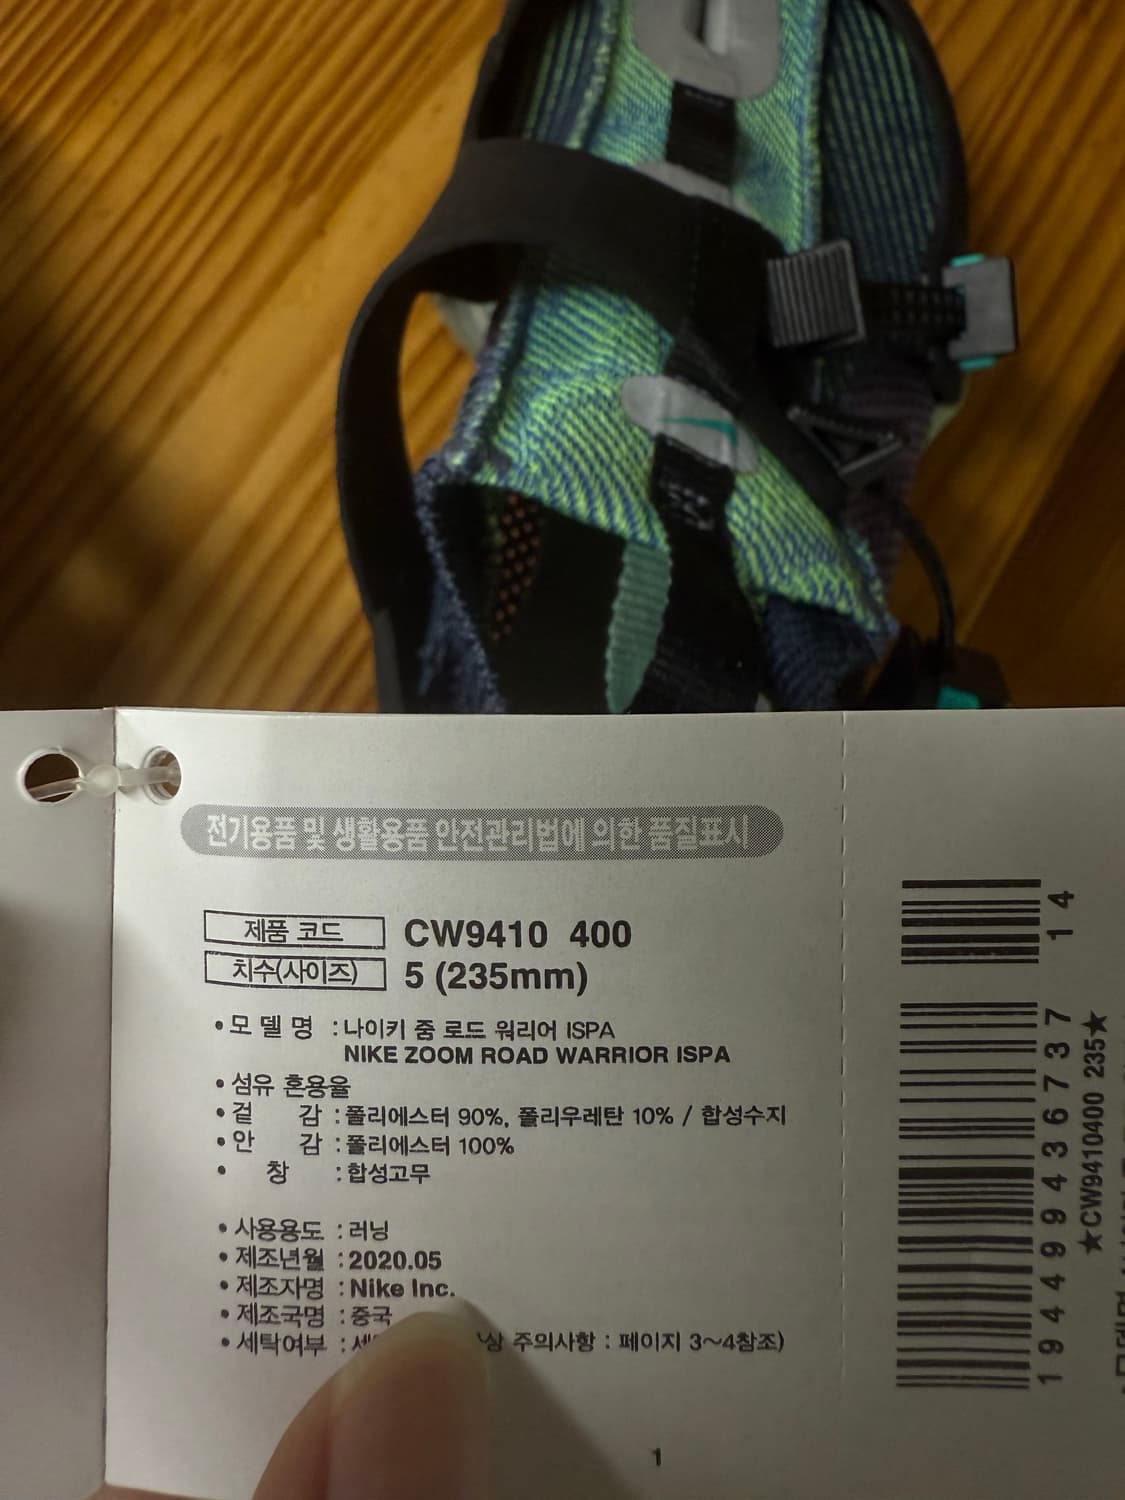 전기용품 및 생활용품 안전관리법에 의한 품질표시
제품 코드 CW9410 400
치수(사이즈) 5 (235mm)
• 모 델 명 : 나이키 줌 로드 워리어 ISPA
NIKE ZOOM ROAD WARRIOR ISPA
• 섬유 혼용율
• 겉 감 : 폴리에스터 90%, 폴리우레탄 10% / 합성수지
• 안 감 : 폴리에스터 100%
• 창 : 합성고무
• 사용용도 : 러닝
• 제조년월 : 2020.05
• 제조자명 : Nike Inc.
• 제조국명 : 중국
• 세탁여부 : 주의사항 : 페이지 3~4참조)
1
14
194499436737
★CW9410400 235★